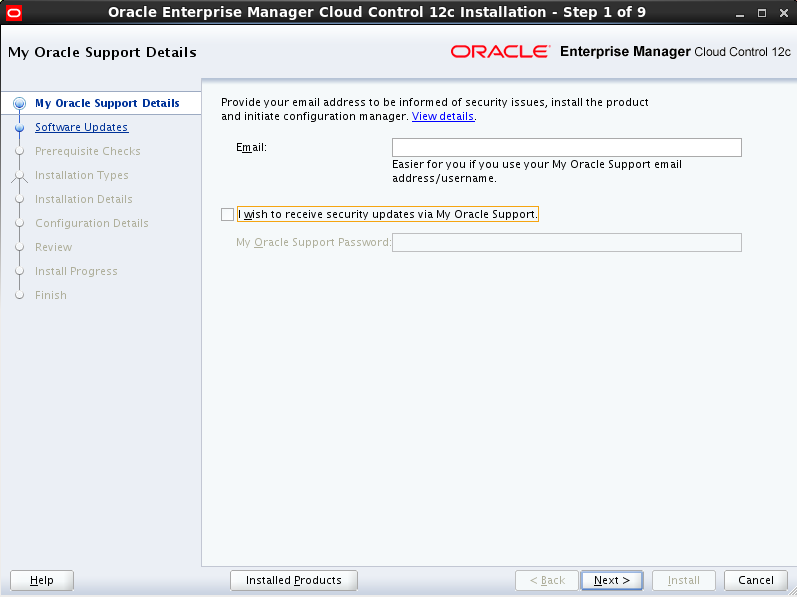 Oracle Enterprise Manager Cloud Control 12c Installation - Step 1 of 9
My Oracle Support Details
ORACLE Enterprise Manager Cloud Control 12c
My Oracle Support Details
Software Updates
Prerequisite Checks
Installation Types
Installation Details
Configuration Details
Review
Install Progress
Finish
Provide your email address to be informed of security issues, install the product
and initiate configuration manager. View details.
Email:
Easier for you if you use your My Oracle Support email
address/username.
I wish to receive security updates via My Oracle Support.
My Oracle Support Password:
Help
Installed Products
< Back
Next >
Install
Cancel